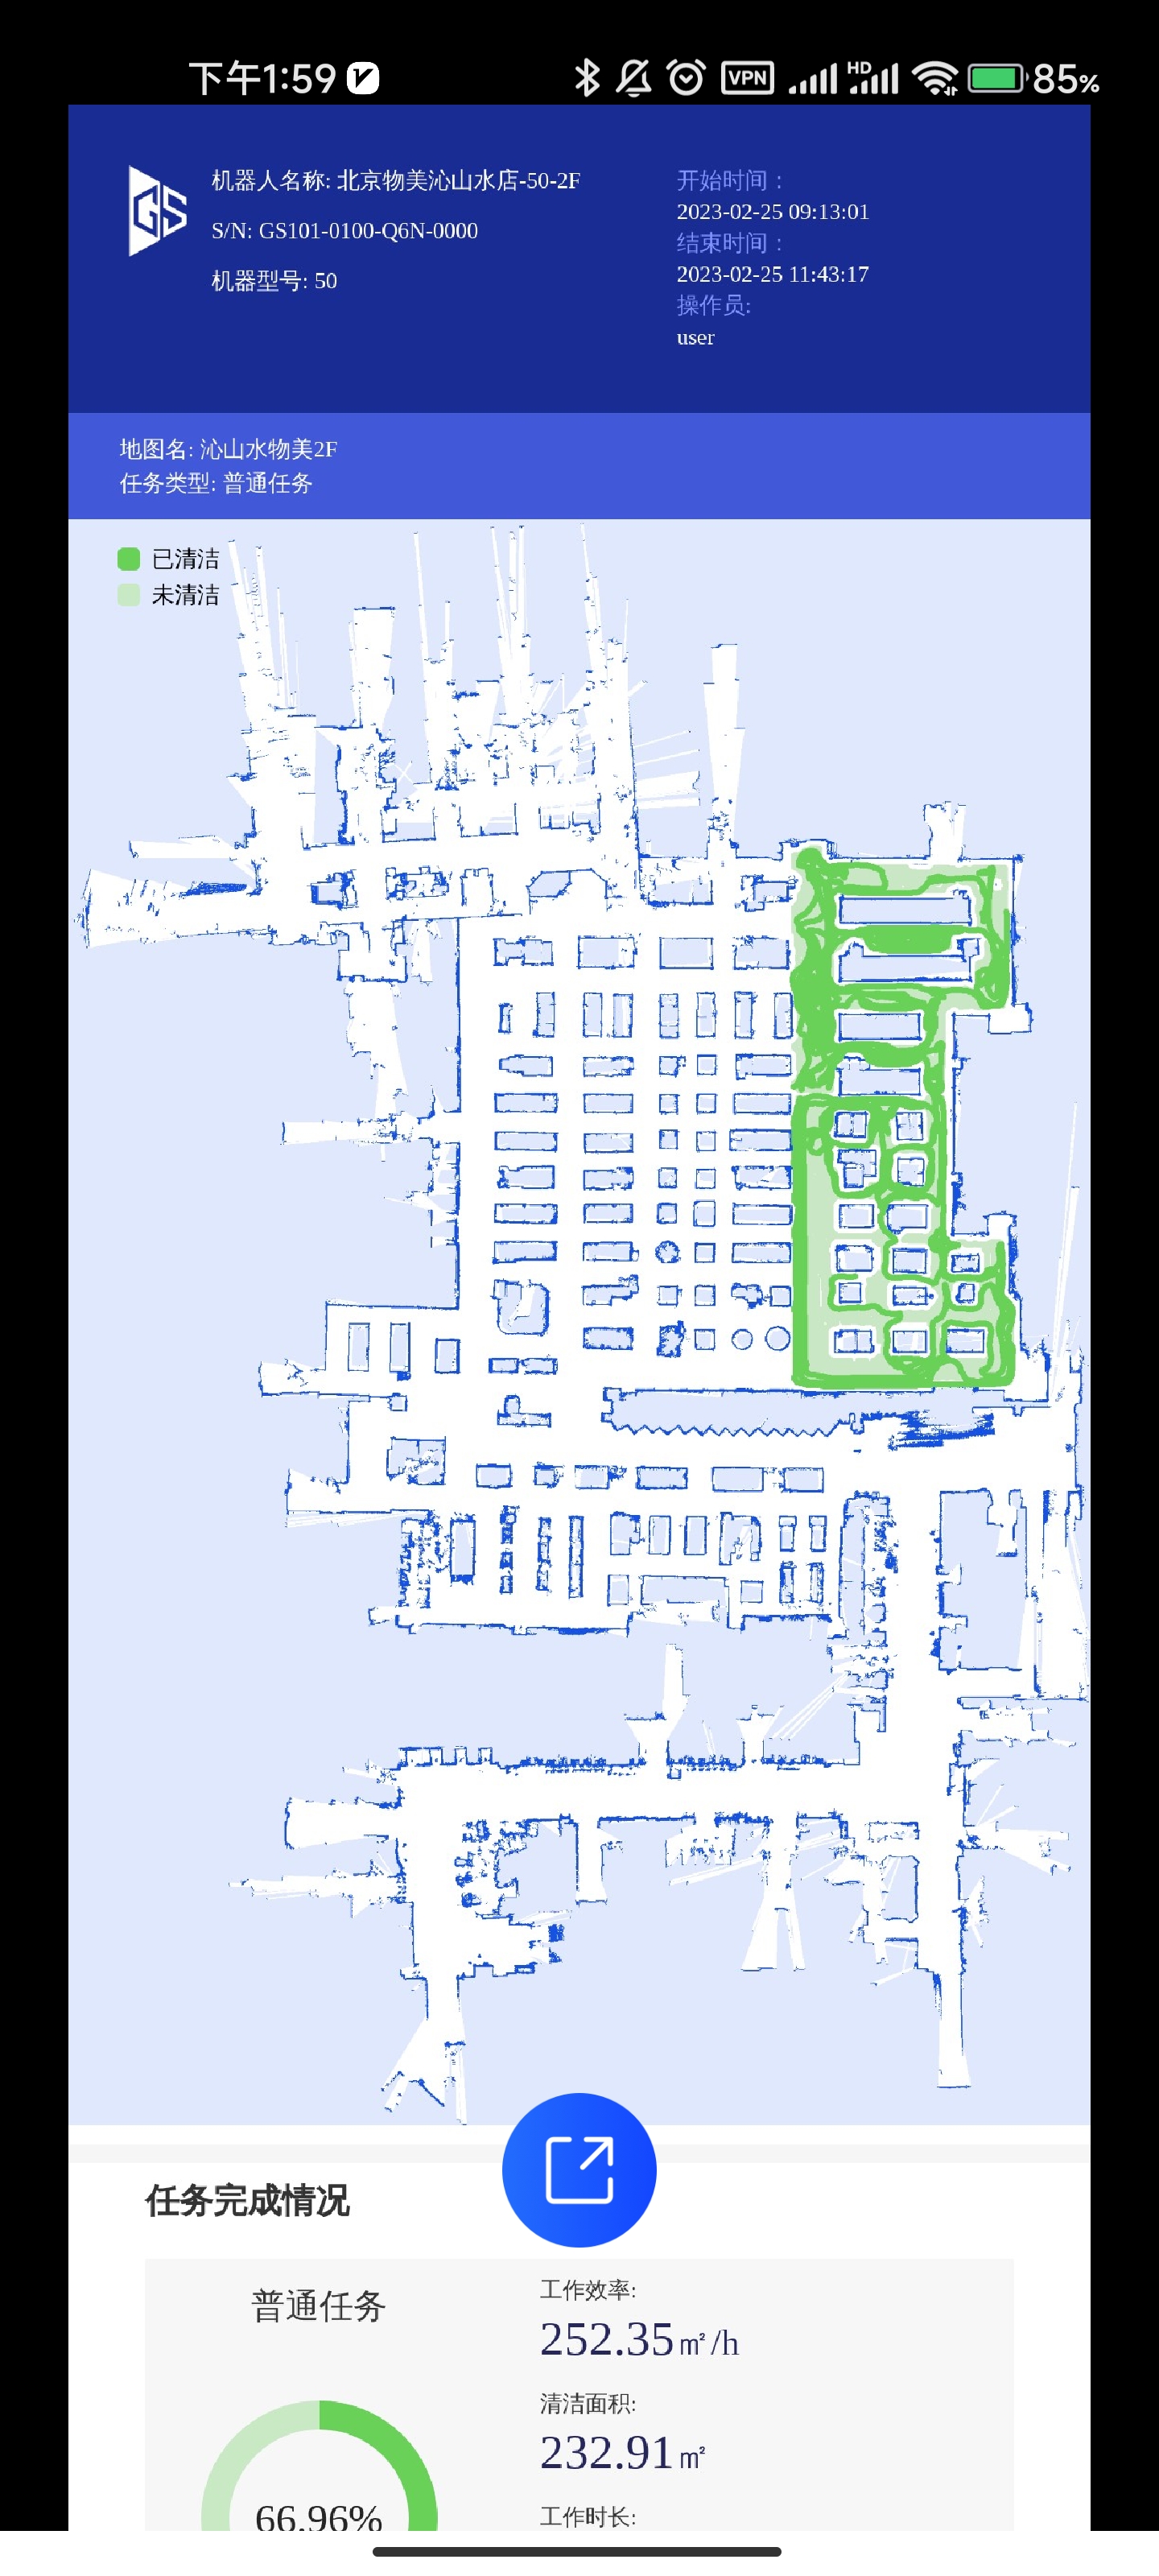 下午1:59
VPN
HD
85%
GS
机器人名称: 北京物美沁山水店-50-2F
S/N: GS101-0100-Q6N-0000
机器型号: 50
开始时间：
2023-02-25 09:13:01
结束时间：
2023-02-25 11:43:17
操作员:
user
地图名: 沁山水物美2F
任务类型: 普通任务
已清洁
未清洁
任务完成情况
普通任务
66.96%
工作效率:
252.35㎡/h
清洁面积:
232.91㎡
工作时长: